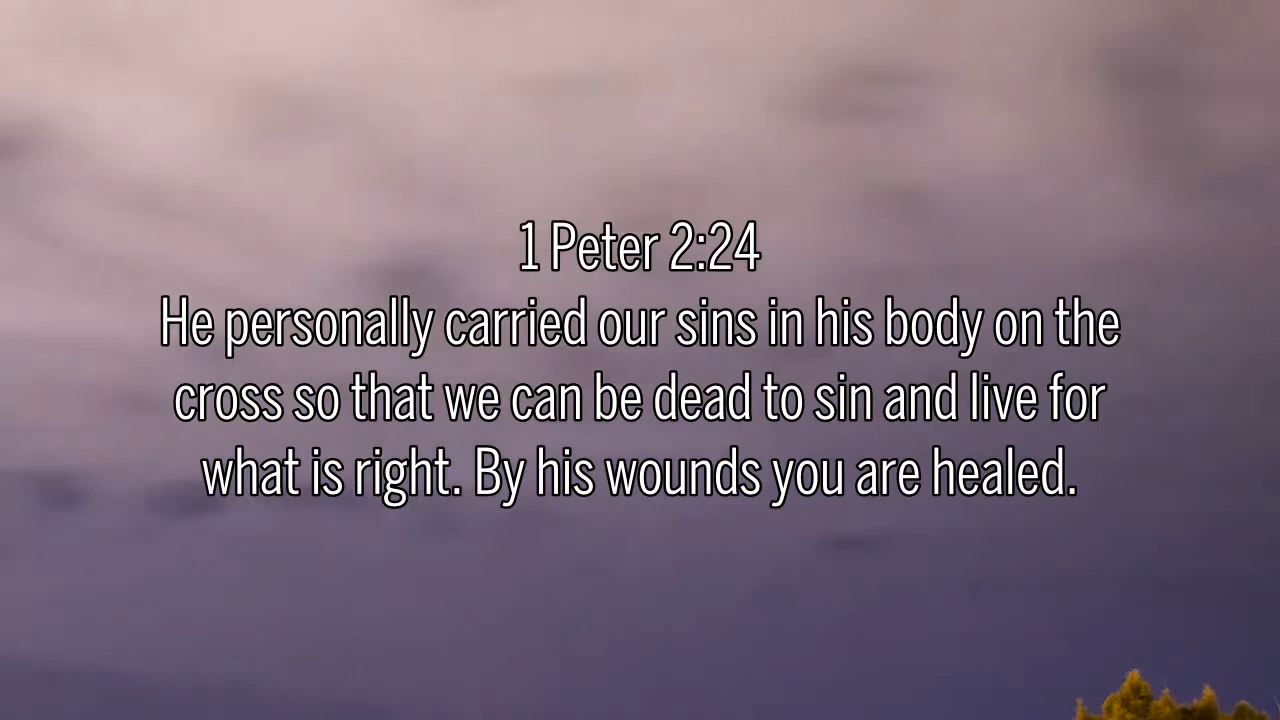 1 Peter 2:24
He personally carried our sins in his body on the
cross so that we can be dead to sin and live for
what is right. By his wounds you are healed.